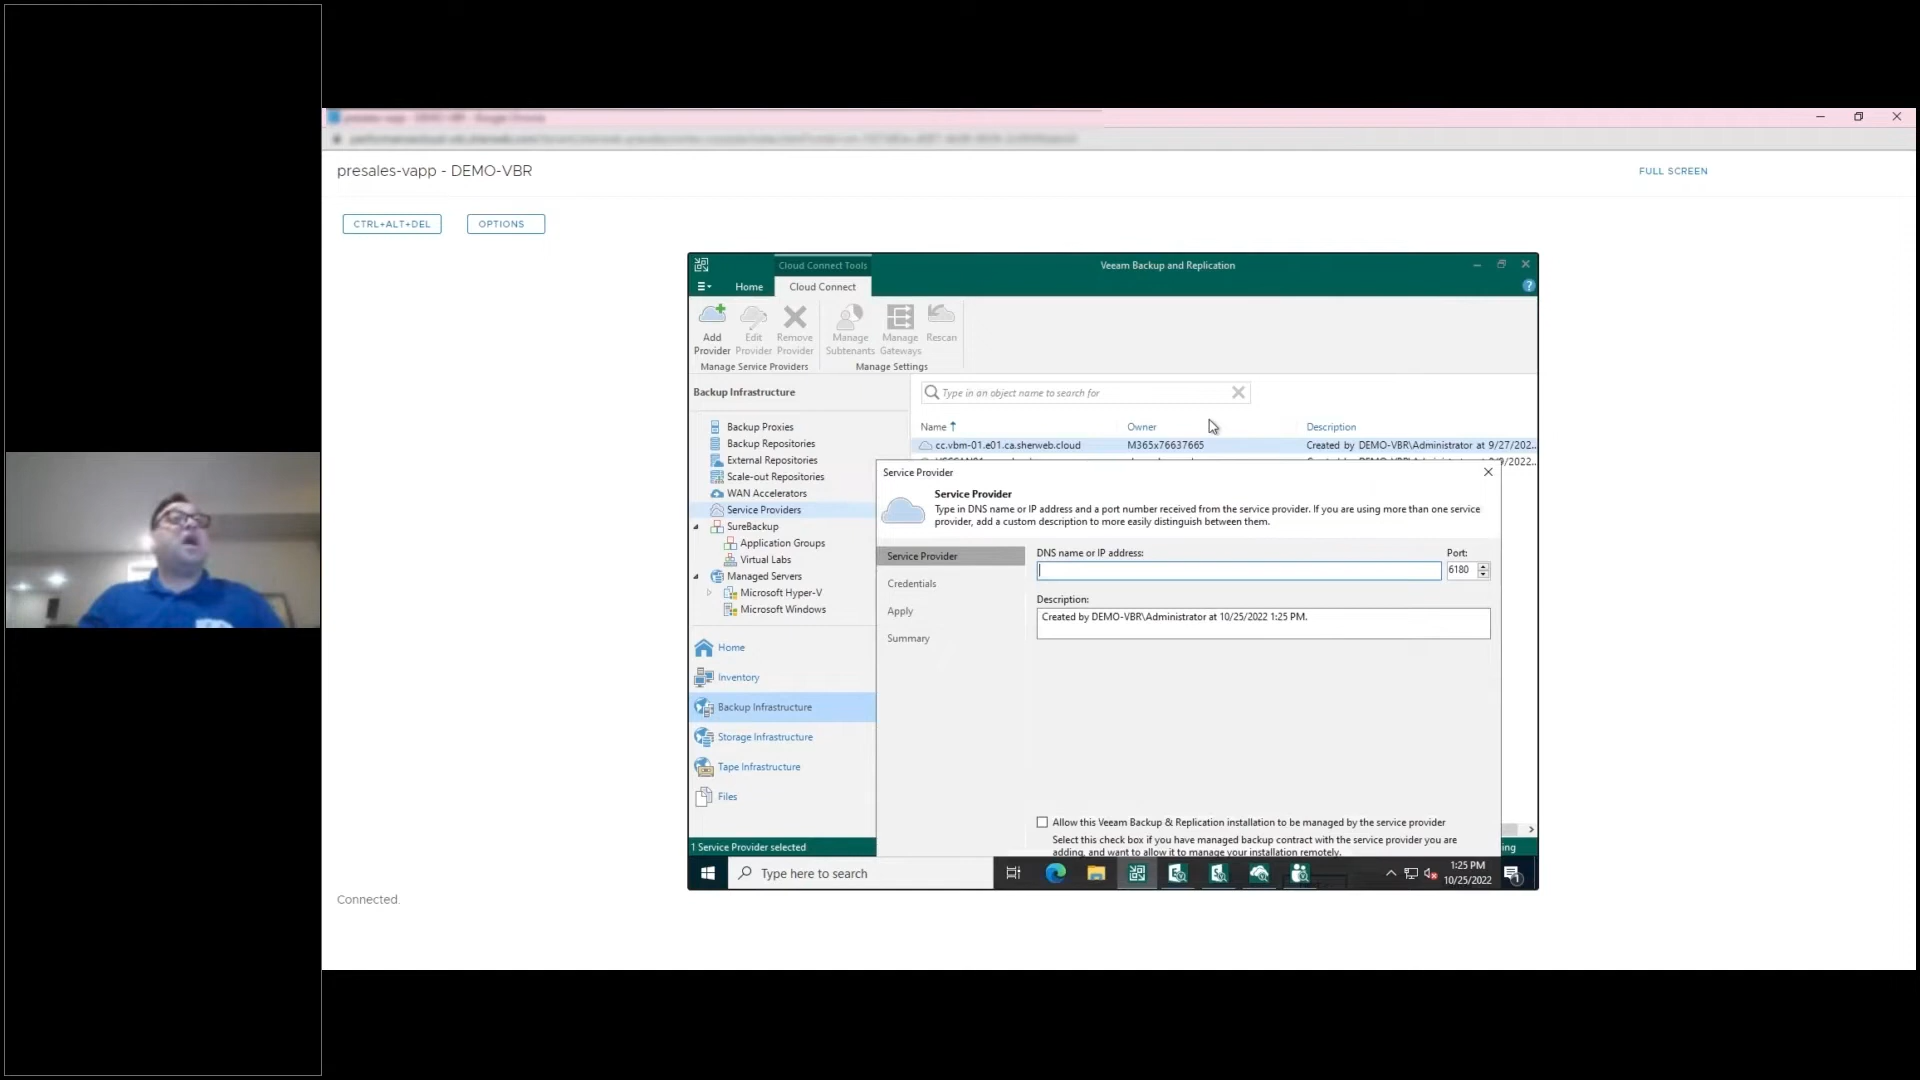 presales-vapp - DEMO-VBR
FULL SCREEN
CTRL+ALT+DEL
OPTIONS
Cloud Connect Tools
Veeam Backup and Replication
Home
Cloud Connect
Add Provider
Edit Provider
Remove Provider
Manage Subtenants
Manage Gateways
Rescan
Manage Service Providers
Manage Settings
Backup Infrastructure
Type in an object name to search for
Name
Owner
Description
cc.vbm-01.e01.ca.sherweb.cloud
M365x76637665
Created by DEMO-VBR\Administrator at 9/27/202...
Backup Proxies
Backup Repositories
External Repositories
Scale-out Repositories
WAN Accelerators
Service Providers
SureBackup
Application Groups
Virtual Labs
Managed Servers
Microsoft Hyper-V
Microsoft Windows
Home
Inventory
Backup Infrastructure
Storage Infrastructure
Tape Infrastructure
Files
1 Service Provider selected
Service Provider
Service Provider
Type in DNS name or IP address and a port number received from the service provider. If you are using more than one service
provider, add a custom description to more easily distinguish between them.
Service Provider
Credentials
Apply
Summary
DNS name or IP address:
Port:
6180
Description:
Created by DEMO-VBR\Administrator at 10/25/2022 1:25 PM.
Allow this Veeam Backup & Replication installation to be managed by the service provider
Select this check box if you have managed backup contract with the service provider you are
adding, and want to allow it to manage your installation remotely.
Type here to search
1:25 PM
10/25/2022
Connected.